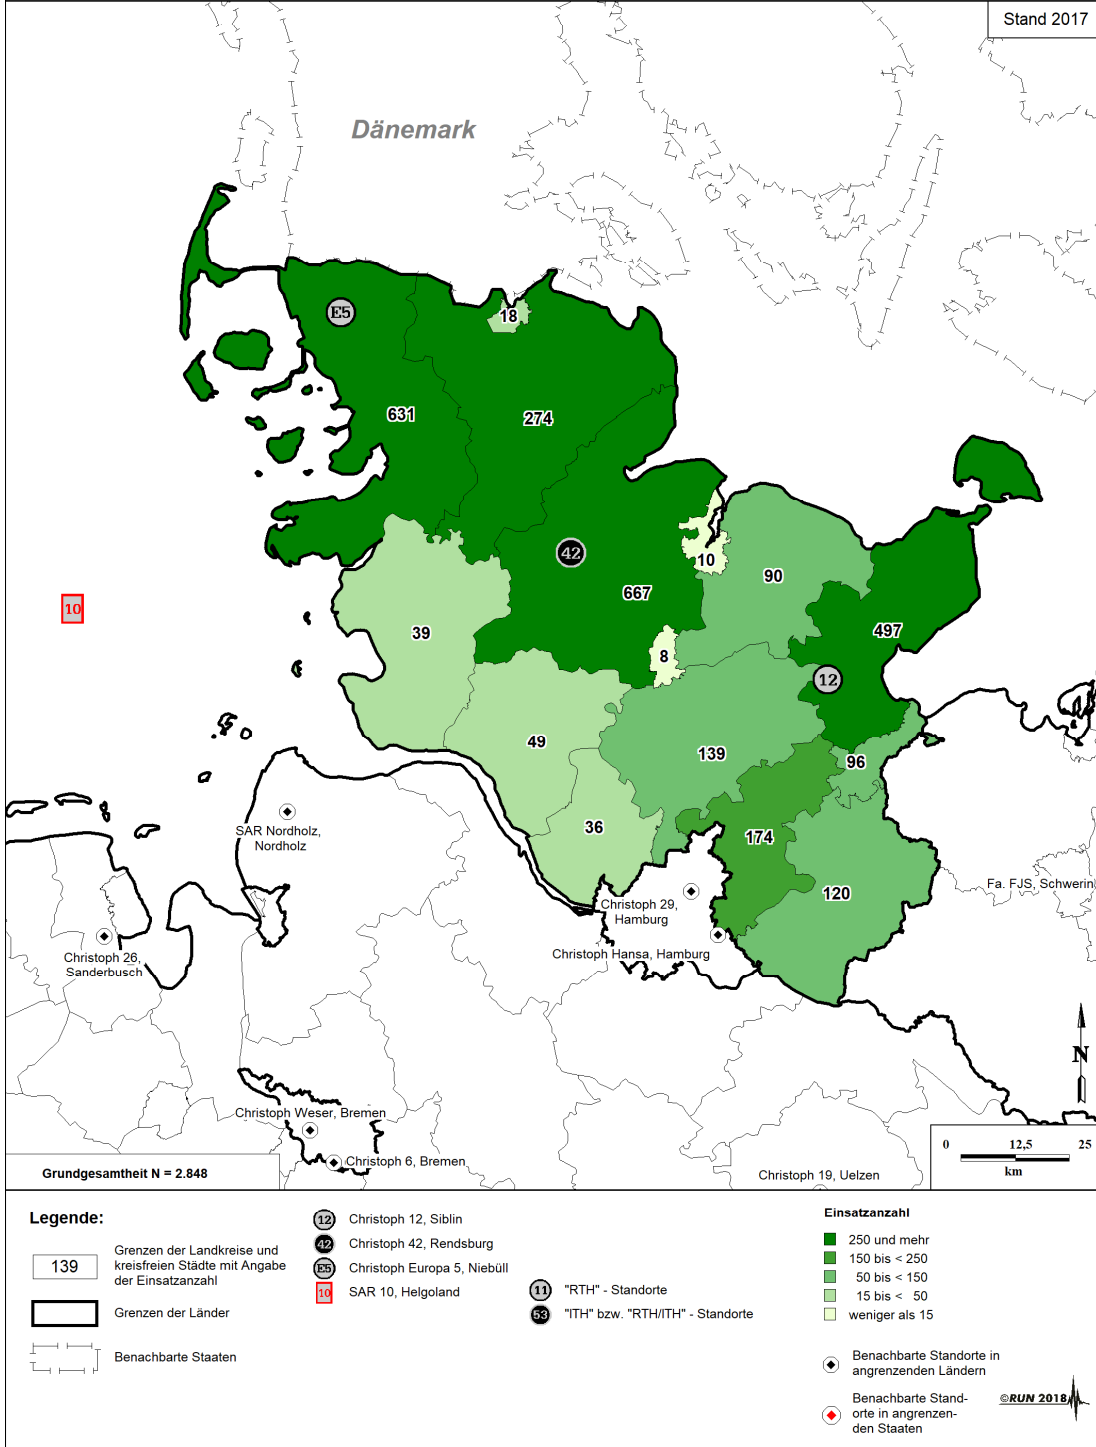 Stand 2017
Dänemark
E5
18
631
274
42
10
667
90
10
39
8
497
12
49
139
96
36
174
120
SAR Nordholz,
Nordholz
Christoph 29,
Hamburg
Fa. FJS, Schwerin
Christoph 26,
Sanderbusch
Christoph Hansa, Hamburg
N
Christoph Weser, Bremen
Christoph 6, Bremen
Christoph 19, Uelzen
0 12,5 25
km
Grundgesamtheit N = 2.848
Legende:
139
Grenzen der Landkreise und
kreisfreien Städte mit Angabe
der Einsatzanzahl
Grenzen der Länder
Benachbarte Staaten
12 Christoph 12, Siblin
42 Christoph 42, Rendsburg
E5 Christoph Europa 5, Niebüll
10 SAR 10, Helgoland
11 "RTH" - Standorte
53 "ITH" bzw. "RTH/ITH" - Standorte
Einsatzanzahl
250 und mehr
150 bis < 250
50 bis < 150
15 bis < 50
weniger als 15
Benachbarte Standorte in
angrenzenden Ländern
Benachbarte Stand-
orte in angrenzen-
den Staaten
©RUN 2018